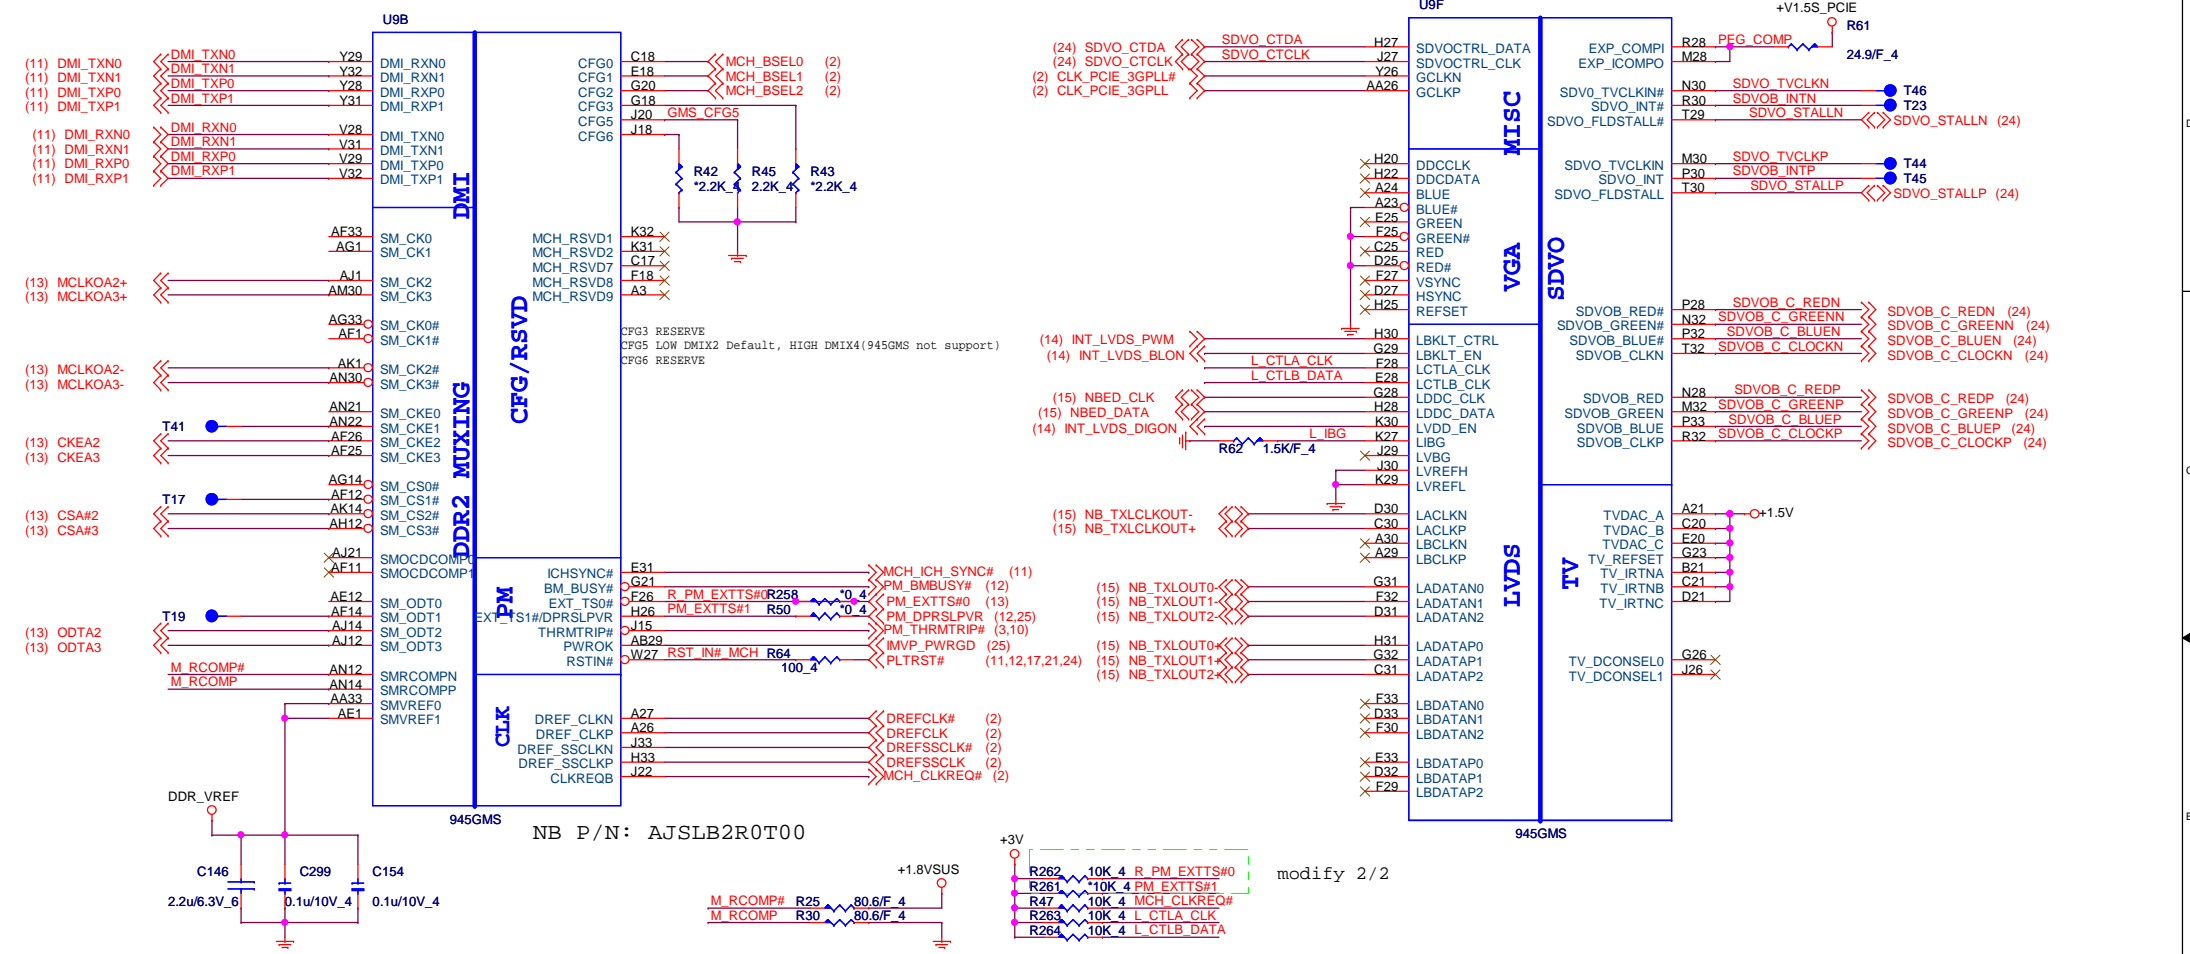 U9B
(11) DMI_TXN0 DMI_TXN0 Y29 DMI_RXN0
(11) DMI_TXN1 DMI_TXN1 Y32 DMI_RXN1
(11) DMI_TXP0 DMI_TXP0 Y28 DMI_RXP0
(11) DMI_TXP1 DMI_TXP1 Y31 DMI_RXP1
(11) DMI_RXN0 DMI_RXN0 V28 DMI_TXN0
(11) DMI_RXN1 DMI_RXN1 V31 DMI_TXN1
(11) DMI_RXP0 DMI_RXP0 V29 DMI_TXP0
(11) DMI_RXP1 DMI_RXP1 V32 DMI_TXP1
DMI
AF33 SM_CK0
AG1 SM_CK1
(13) MCLKOA2+ AJ1 SM_CK2
(13) MCLKOA3+ AM30 SM_CK3
AG33 SM_CK0#
AF1 SM_CK1#
(13) MCLKOA2- AK1 SM_CK2#
(13) MCLKOA3- AN30 SM_CK3#
AN21 SM_CKE0
T41 AN22 SM_CKE1
(13) CKEA2 AF26 SM_CKE2
(13) CKEA3 AF25 SM_CKE3
AG14 SM_CS0#
T17 AF12 SM_CS1#
(13) CSA#2 AK14 SM_CS2#
(13) CSA#3 AH12 SM_CS3#
DDR2 MUXING
AJ21 SMOCDCOMP0
AF11 SMOCDCOMP1
AE12 SM_ODT0
T19 AF14 SM_ODT1
(13) ODTA2 AJ14 SM_ODT2
(13) ODTA3 AJ12 SM_ODT3
M_RCOMP# AN12 SMRCOMPN
M_RCOMP AN14 SMRCOMPP
AA33 SMVREF0
AE1 SMVREF1
CFG0 C18 MCH_BSEL0 (2)
CFG1 E18 MCH_BSEL1 (2)
CFG2 G20 MCH_BSEL2 (2)
CFG3 G18
CFG5 J20 GMS_CFG5
CFG6 J18
R42 R45 R43
*2.2K_4 2.2K_4 *2.2K_4
MCH_RSVD1 K32
MCH_RSVD2 K31
MCH_RSVD7 C17
MCH_RSVD8 F18
MCH_RSVD9 A3
CFG/RSVD
CFG3 RESERVE
CFG5 LOW DMIX2 Default, HIGH DMIX4(945GMS not support)
CFG6 RESERVE
ICHSYNC# E31 MCH_ICH_SYNC# (11)
BM_BUSY# G21 PM_BMBUSY# (12)
EXT_TS0# F26 R_PM_EXTTS#0 R258 *0_4 PM_EXTTS#0 (13)
EXT_TS1#/DPRSLPVR H26 PM_EXTTS#1 R50 *0_4 PM_DPRSLPVR (12,25)
THRMTRIP# J15 PM_THRMTRIP# (3,10)
PWROK AB29 IMVP_PWRGD (25)
RSTIN# W27 RST_IN#_MCH R64 100_4 PLTRST# (11,12,17,21,24)
PM
DREF_CLKN A27 DREFCLK# (2)
DREF_CLKP A26 DREFCLK (2)
DREF_SSCLKN J33 DREFSSCLK# (2)
DREF_SSCLKP H33 DREFSSCLK (2)
CLKREQB J22 MCH_CLKREQ# (2)
CLK
945GMS
NB P/N: AJSLB2R0T00
DDR_VREF
C146 C299 C154
2.2u/6.3V_6 0.1u/10V_4 0.1u/10V_4
+1.8VSUS
M_RCOMP# R25 80.6/F_4
M_RCOMP R30 80.6/F_4
+3V
R262 10K_4 R_PM_EXTTS#0
R261 *10K_4 PM_EXTTS#1
R47 10K_4 MCH_CLKREQ#
R263 10K_4 L_CTLA_CLK
R264 10K_4 L_CTLB_DATA
modify 2/2
U9F
(24) SDVO_CTDA SDVO_CTDA H27 SDVOCTRL_DATA
(24) SDVO_CTCLK SDVO_CTCLK J27 SDVOCTRL_CLK
(2) CLK_PCIE_3GPLL# Y26 GCLKN
(2) CLK_PCIE_3GPLL AA26 GCLKP
MISC
H20 DDCCLK
H22 DDCDATA
A24 BLUE
A23 BLUE#
E25 GREEN
F25 GREEN#
C25 RED
D25 RED#
F27 VSYNC
D27 HSYNC
H25 REFSET
VGA
(14) INT_LVDS_PWM H30 LBKLT_CTRL
(14) INT_LVDS_BLON G29 LBKLT_EN
L_CTLA_CLK F28 LCTLA_CLK
L_CTLB_DATA E28 LCTLB_CLK
(15) NBED_CLK G28 LDDC_CLK
(15) NBED_DATA H28 LDDC_DATA
(14) INT_LVDS_DIGON K30 LVDD_EN
R62 1.5K/F_4 L_IBG K27 LIBG
J29 LVBG
J30 LVREFH
K29 LVREFL
(15) NB_TXLCLKOUT- D30 LACLKN
(15) NB_TXLCLKOUT+ C30 LACLKP
A30 LBCLKN
A29 LBCLKP
(15) NB_TXLOUT0- G31 LADATAN0
(15) NB_TXLOUT1- F32 LADATAN1
(15) NB_TXLOUT2- D31 LADATAN2
(15) NB_TXLOUT0+ H31 LADATAP0
(15) NB_TXLOUT1+ G32 LADATAP1
(15) NB_TXLOUT2+ C31 LADATAP2
F33 LBDATAN0
D33 LBDATAN1
F30 LBDATAN2
E33 LBDATAP0
D32 LBDATAP1
F29 LBDATAP2
LVDS
+V1.5S_PCIE
R61
24.9/F_4
EXP_COMPI R28 PEG_COMP
EXP_ICOMPO M28
SDV0_TVCLKIN# N30 SDVO_TVCLKN T46
SDVO_INT# R30 SDVOB_INTN T23
SDVO_FLDSTALL# T29 SDVO_STALLN SDVO_STALLN (24)
SDVO_TVCLKIN M30 SDVO_TVCLKP T44
SDVO_INT P30 SDVOB_INTP T45
SDVO_FLDSTALL T30 SDVO_STALLP SDVO_STALLP (24)
SDVO
SDVOB_RED# P28 SDVOB_C_REDN SDVOB_C_REDN (24)
SDVOB_GREEN# N32 SDVOB_C_GREENN SDVOB_C_GREENN (24)
SDVOB_BLUE# P32 SDVOB_C_BLUEN SDVOB_C_BLUEN (24)
SDVOB_CLKN T32 SDVOB_C_CLOCKN SDVOB_C_CLOCKN (24)
SDVOB_RED N28 SDVOB_C_REDP SDVOB_C_REDP (24)
SDVOB_GREEN M32 SDVOB_C_GREENP SDVOB_C_GREENP (24)
SDVOB_BLUE P33 SDVOB_C_BLUEP SDVOB_C_BLUEP (24)
SDVOB_CLKP R32 SDVOB_C_CLOCKP SDVOB_C_CLOCKP (24)
TVDAC_A A21 +1.5V
TVDAC_B C20
TVDAC_C E20
TV_REFSET G23
TV_IRTNA B21
TV_IRTNB C21
TV_IRTNC D21
TV
TV_DCONSEL0 G26
TV_DCONSEL1 J26
945GMS